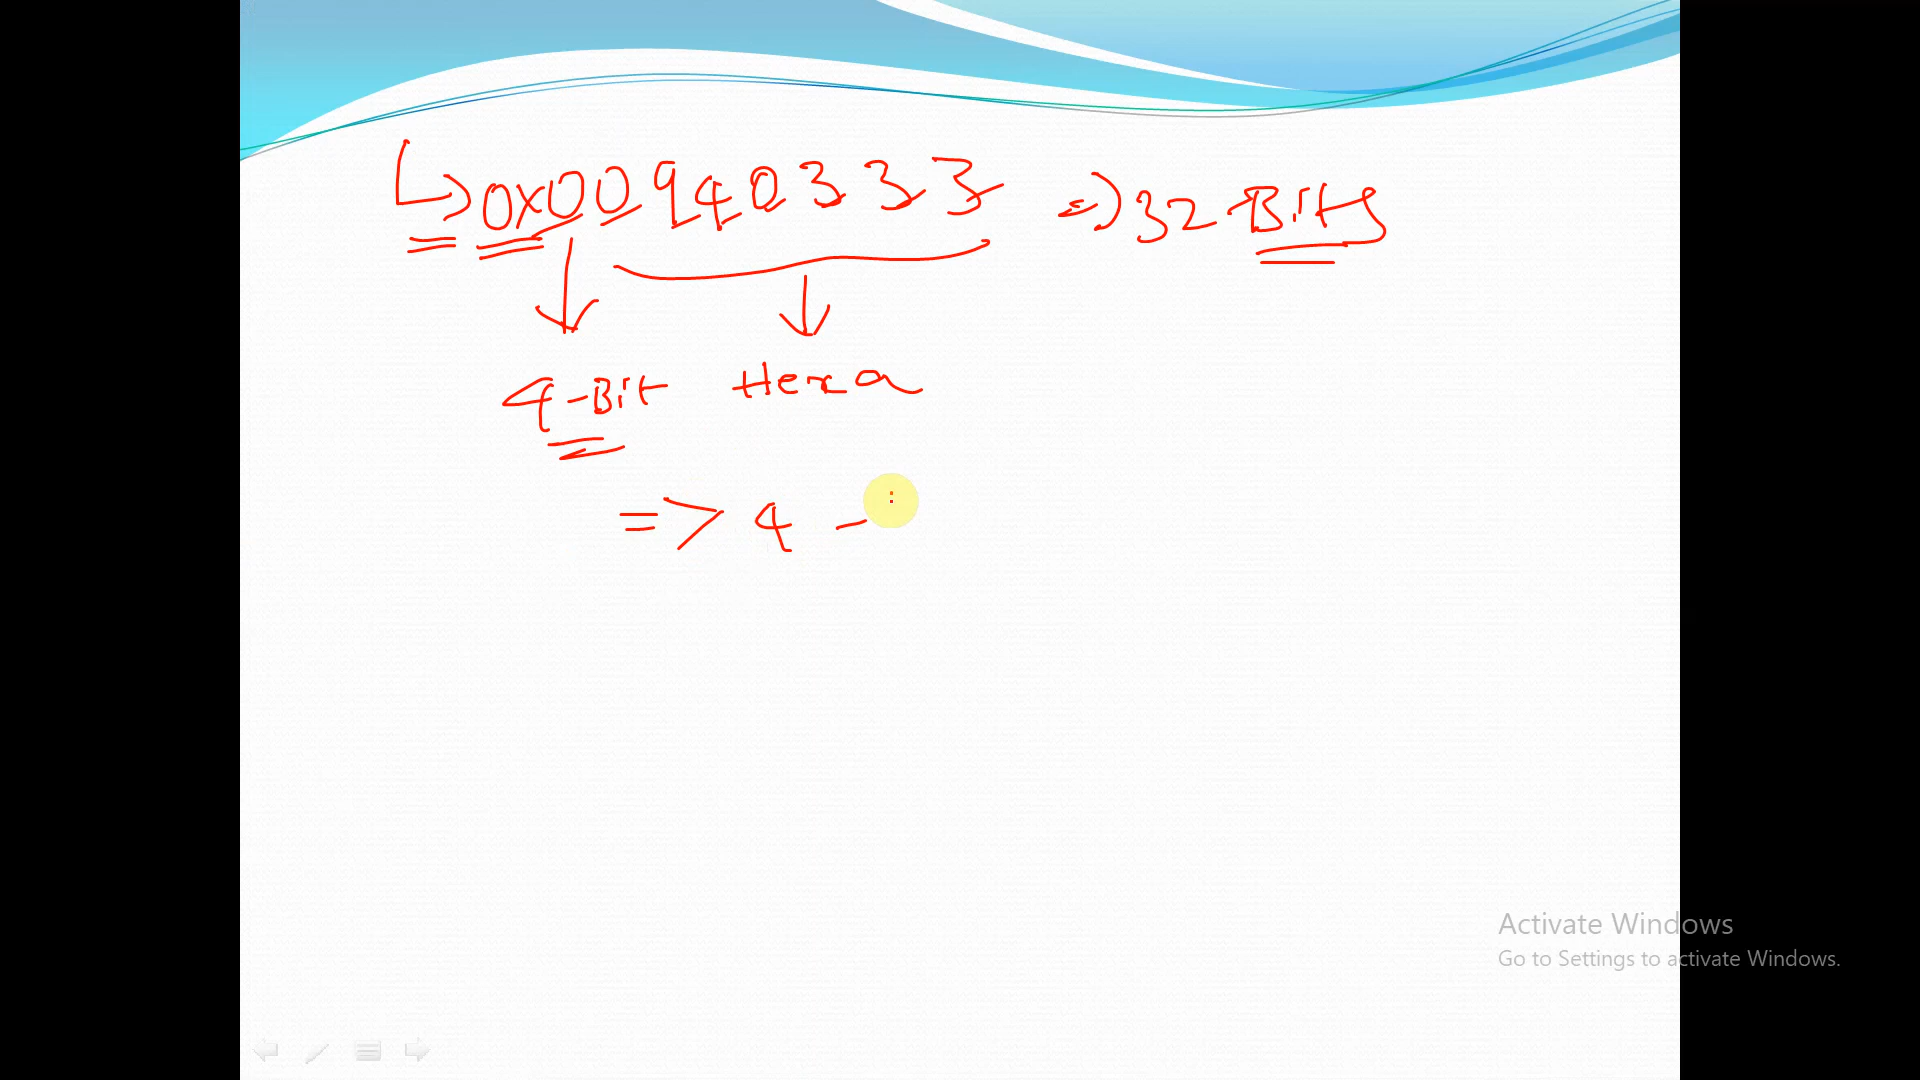 ↳ 0x00940333 => 32-Bits
4-Bit Hexa
=> 4 -
Activate Windows
Go to Settings to activate Windows.